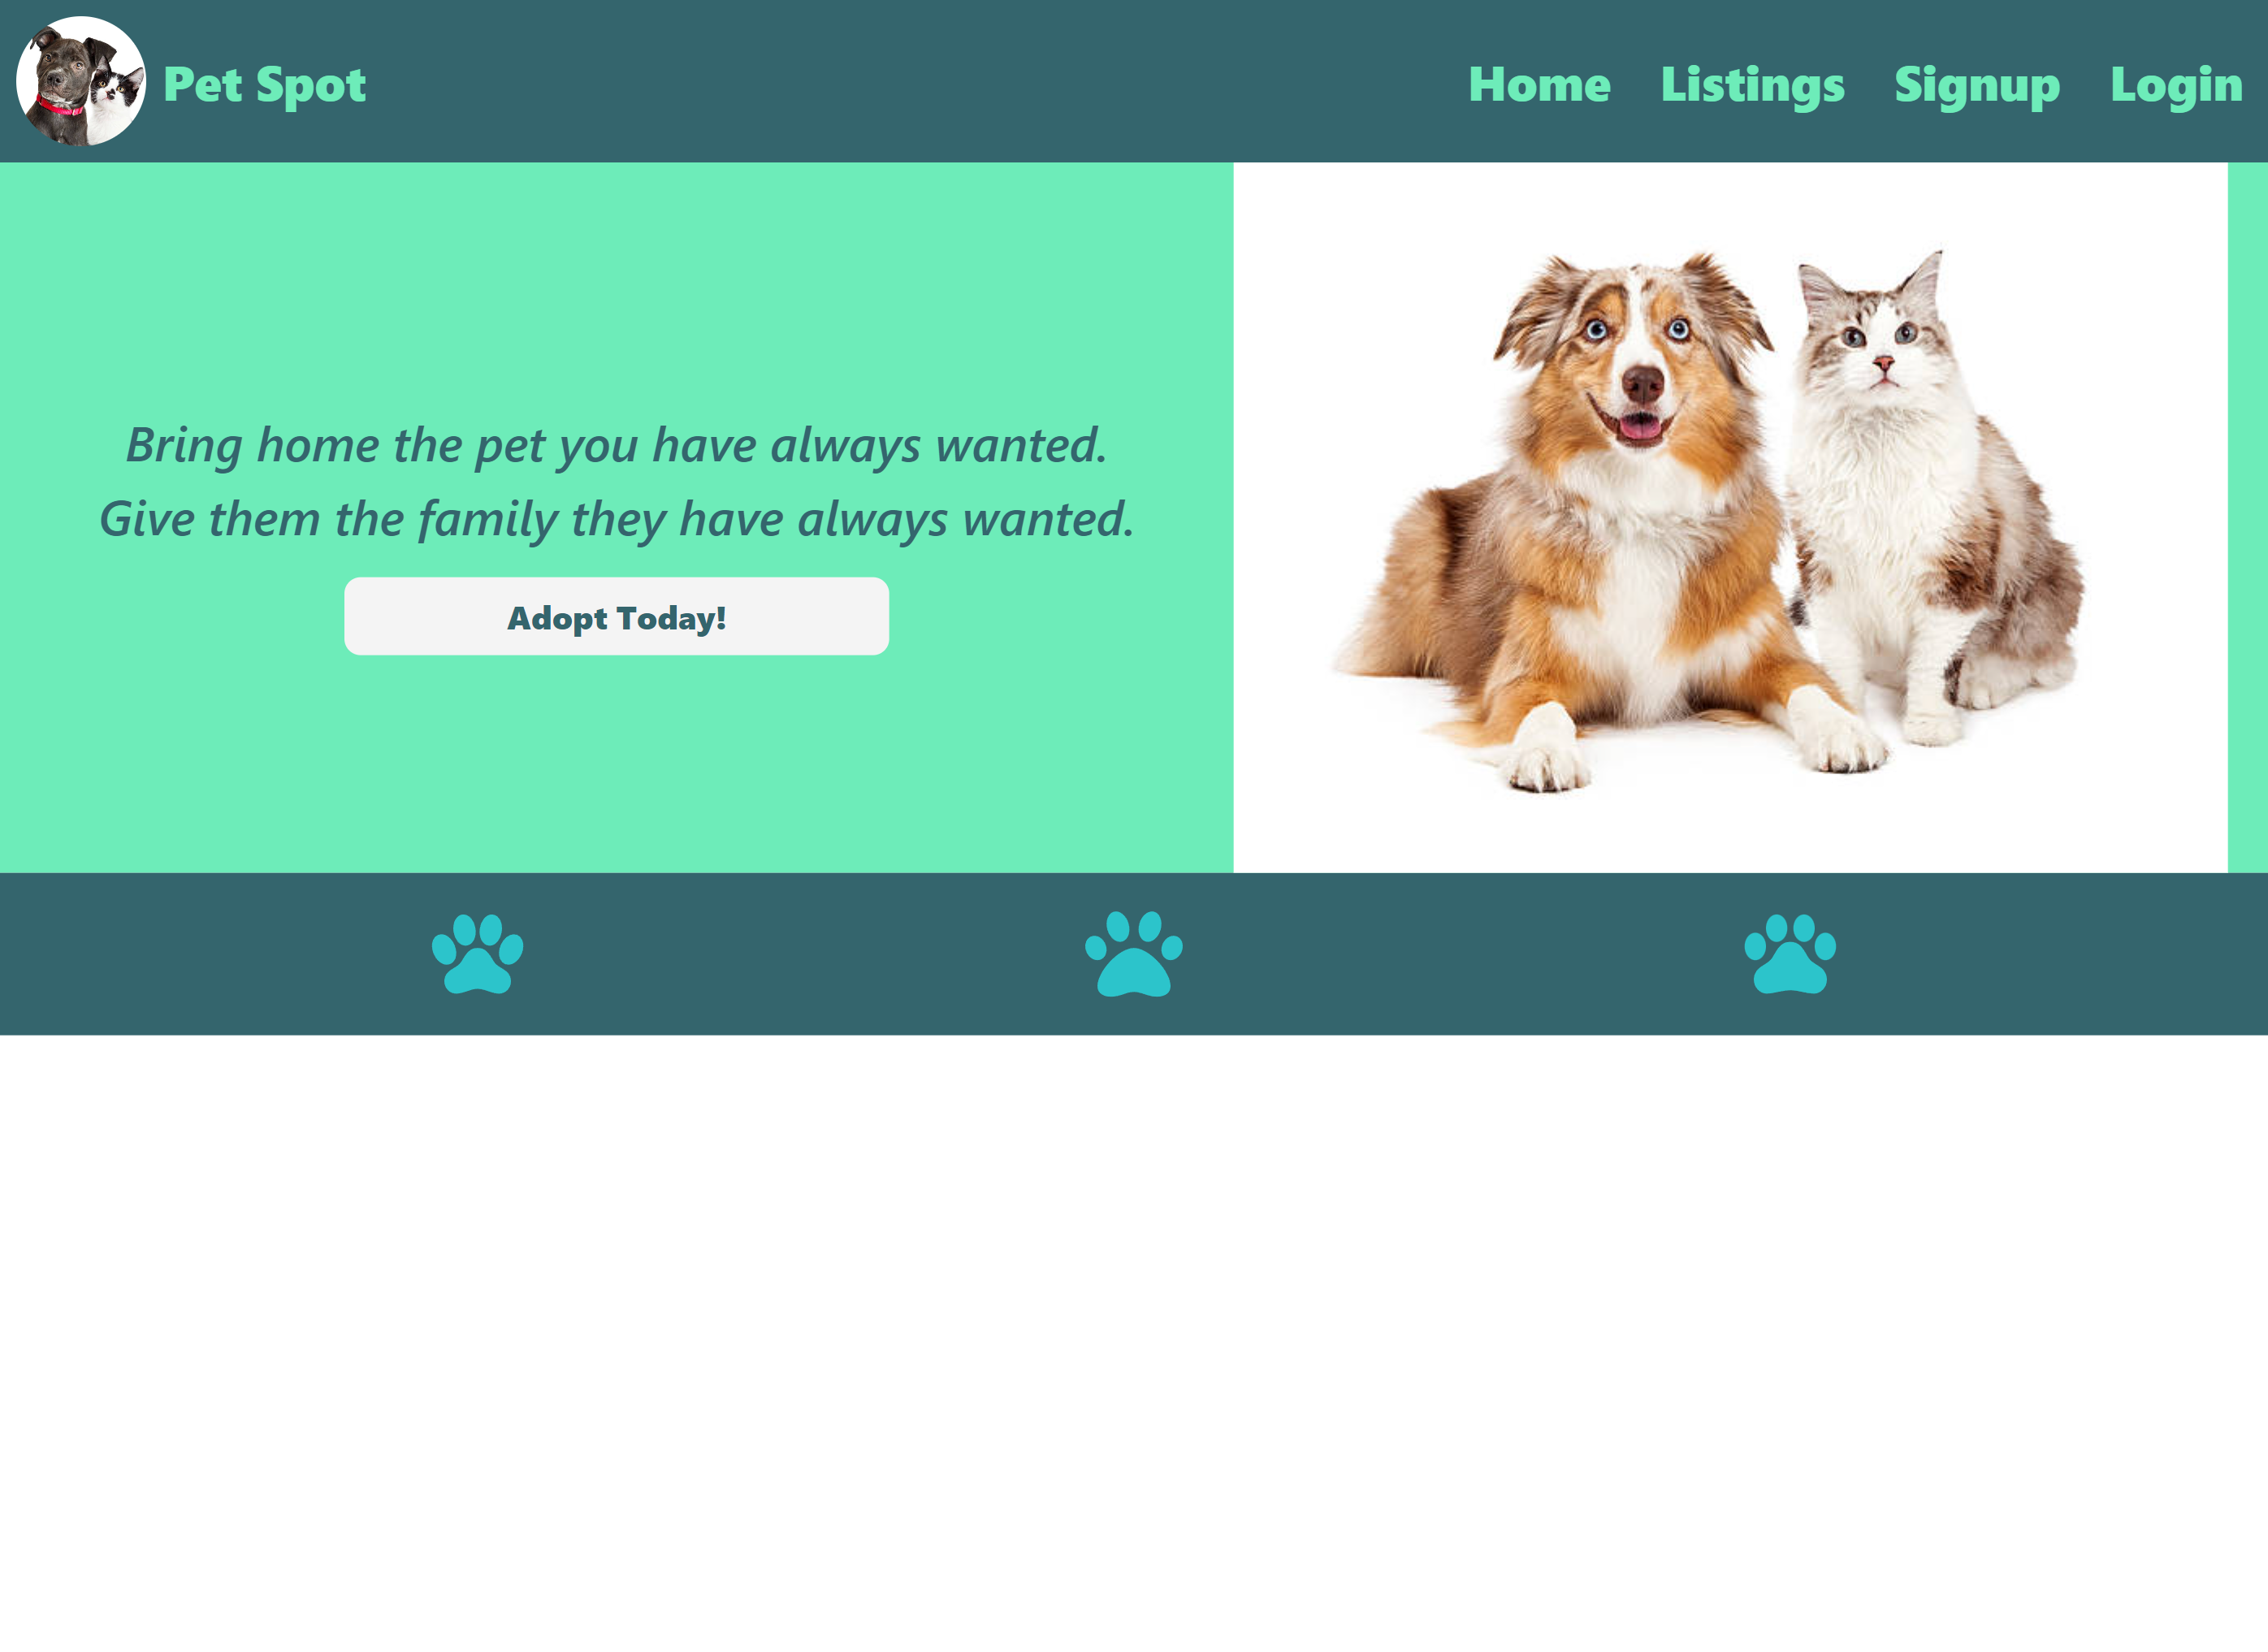 Pet Spot
Home Listings Signup Login
Bring home the pet you have always wanted.
Give them the family they have always wanted.
Adopt Today!